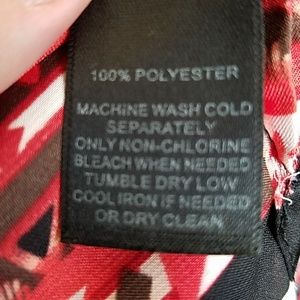 100% POLYESTER
MACHINE WASH COLD
SEPARATELY
ONLY NON-CHLORINE
BLEACH WHEN NEEDED
TUMBLE DRY LOW
COOL IRON IF NEEDED
OR DRY CLEAN